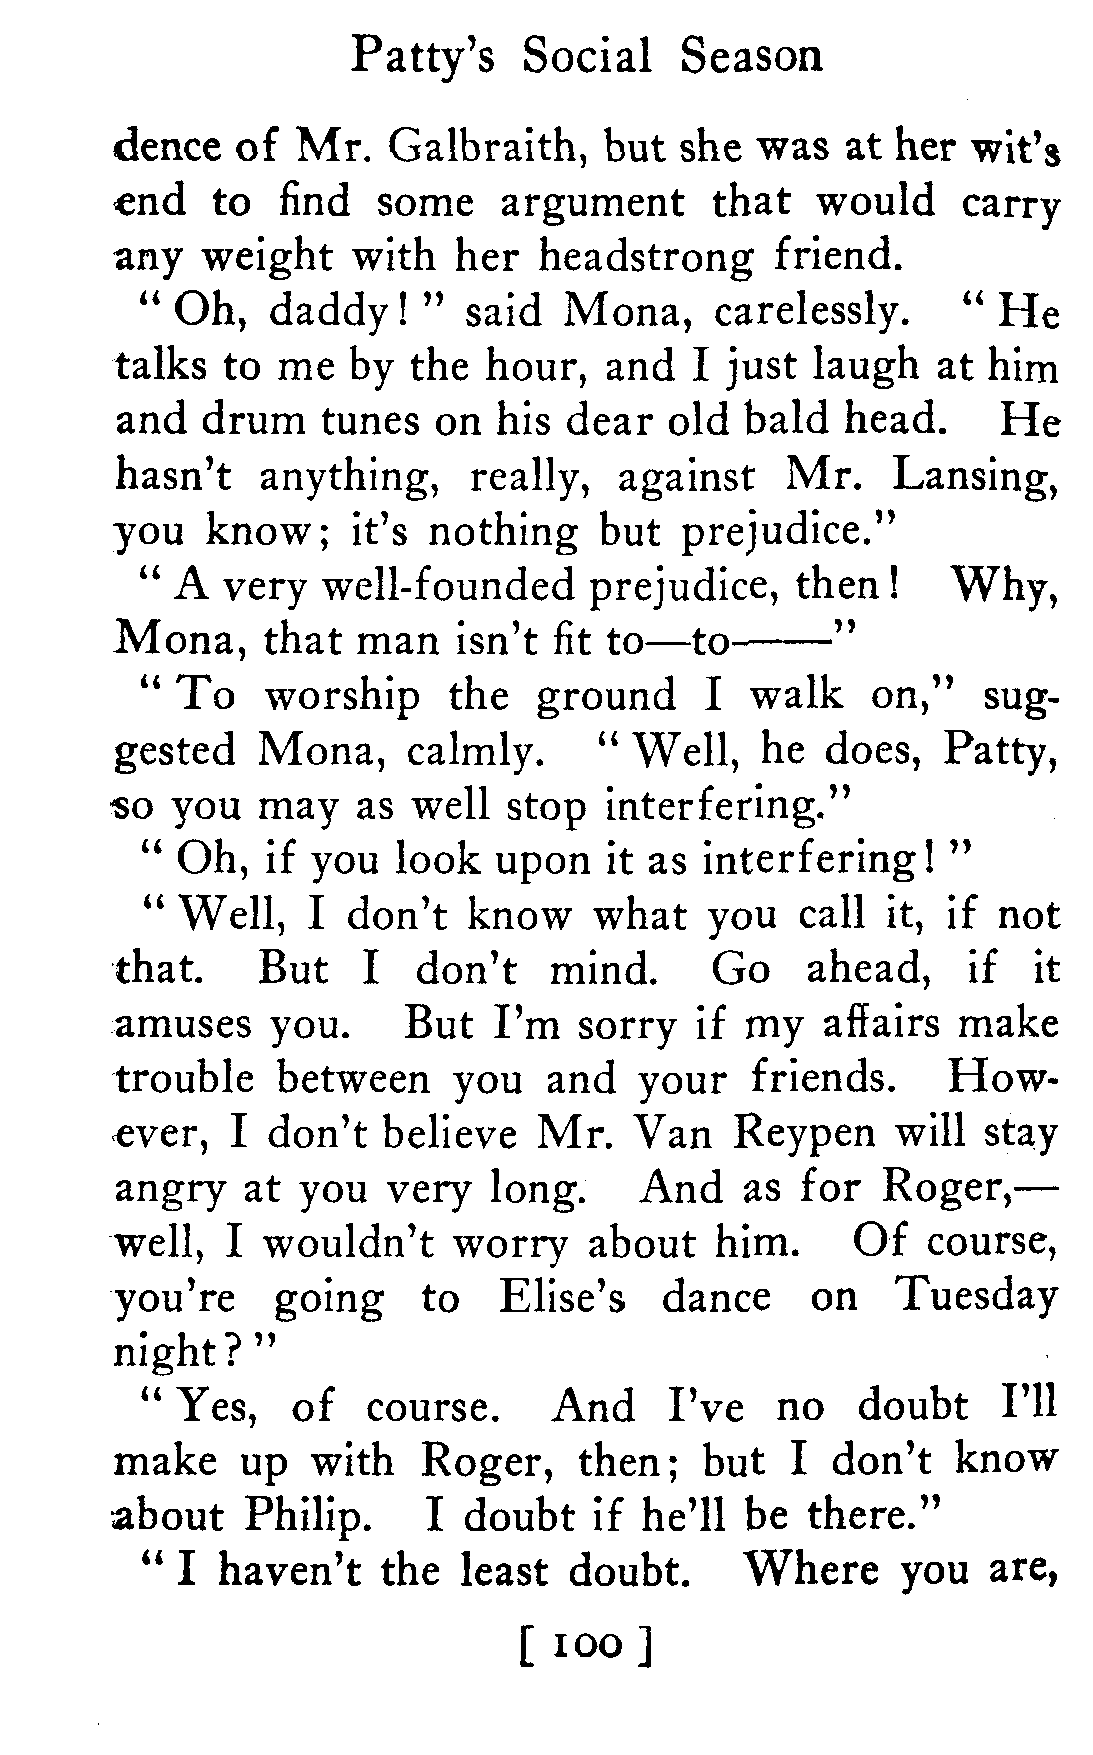 Patty's Social Season
dence of Mr. Galbraith, but she was at her wit's
end to find some argument that would carry
any weight with her headstrong friend.
“ Oh, daddy! ” said Mona, carelessly. “ He
talks to me by the hour, and I just laugh at him
and drum tunes on his dear old bald head. He
hasn't anything, really, against Mr. Lansing,
you know; it's nothing but prejudice.”
“ A very well-founded prejudice, then! Why,
Mona, that man isn't fit to—to——”
“ To worship the ground I walk on,” sug-
gested Mona, calmly. “ Well, he does, Patty,
so you may as well stop interfering.”
“ Oh, if you look upon it as interfering! ”
“ Well, I don't know what you call it, if not
that. But I don't mind. Go ahead, if it
amuses you. But I'm sorry if my affairs make
trouble between you and your friends. How-
ever, I don't believe Mr. Van Reypen will stay
angry at you very long. And as for Roger,—
well, I wouldn't worry about him. Of course,
you're going to Elise's dance on Tuesday
night? ”
“ Yes, of course. And I've no doubt I'll
make up with Roger, then; but I don't know
about Philip. I doubt if he'll be there.”
“ I haven't the least doubt. Where you are,
[ 100 ]